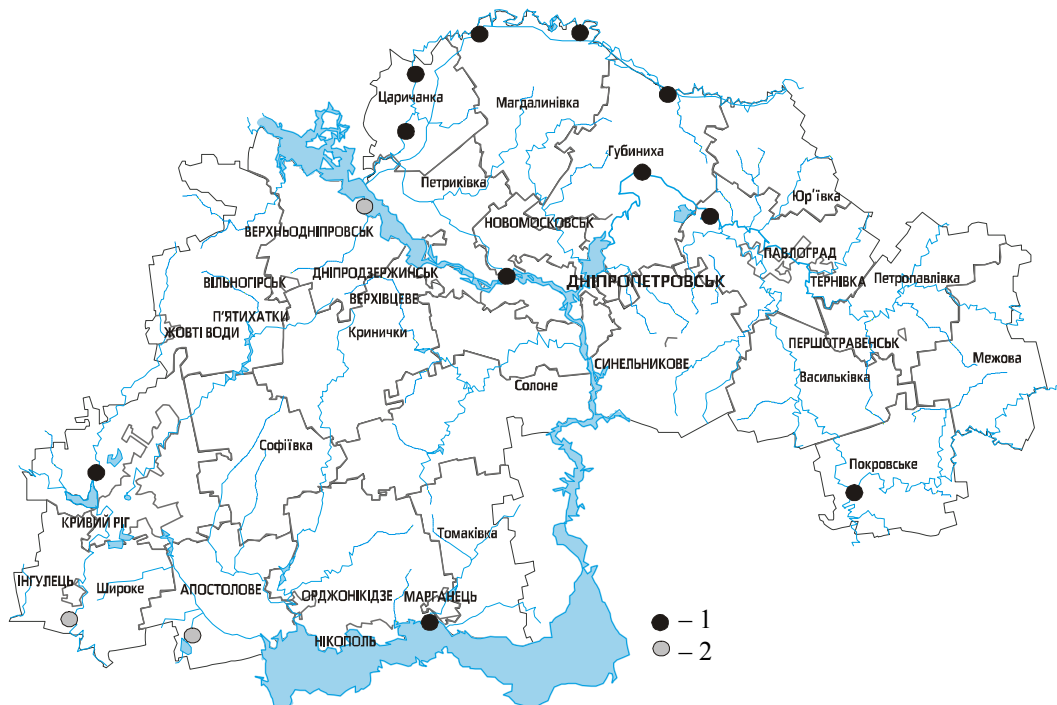 Царичанка
Магдалинівка
Губиниха
Петриківка
Юр'ївка
НОВОМОСКОВСЬК
ВЕРХНЬОДНІПРОВСЬК
ПАВЛОГРАД
ДНІПРОДЗЕРЖИНСЬК
ДНІПРОПЕТРОВСЬК
ТЕРНІВКА
Петропавлівка
ВІЛЬНОГІРСЬК
ВЕРХІВЦЕВЕ
П'ЯТИХАТКИ
ЖОВТІ ВОДИ
Кринички
ПЕРШОТРАВЕНСЬК
Межова
СИНЕЛЬНИКОВЕ
Васильківка
Солоне
Софіївка
Покровське
КРИВИЙ РІГ
Томаківка
ІНГУЛЕЦЬ
Широке
АПОСТОЛОВЕ
ОРДЖОНІКІДЗЕ
МАРГАНЕЦЬ
НІКОПОЛЬ
– 1
– 2